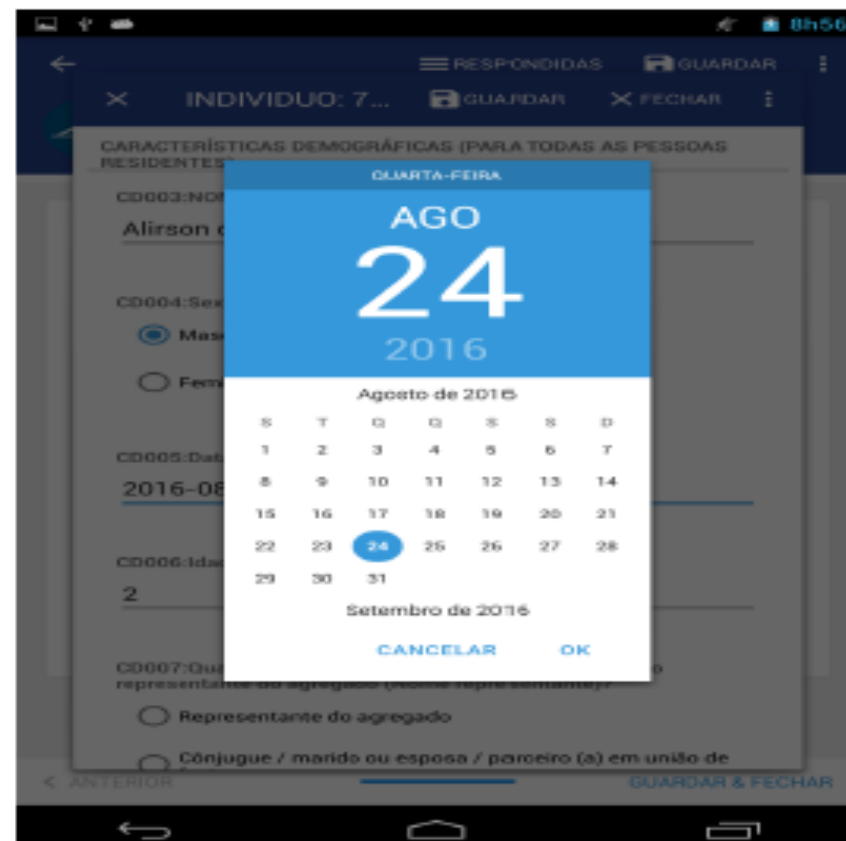 8h56
RESPONDIDAS GUARDAR
INDIVIDUO: 7... GUARDAR FECHAR
CARACTERÍSTICAS DEMOGRÁFICAS (PARA TODAS AS PESSOAS
RESIDENTES)
QUARTA-FEIRA
CD003:NO
Alirson
AGO
24
2016
CD004:Sex
Mas
Fem
Agosto de 2016
S T Q Q S S D
1 2 3 4 5 6 7
CD005:Dat
8 9 10 11 12 13 14
2016-08
15 16 17 18 19 20 21
22 23 24 25 26 27 28
CD006:Idad
29 30 31
2
Setembro de 2016
CANCELAR OK
CD007:Qua o
representante do agregado (Nome representante)?
Representante do agregado
Cônjugue / marido ou esposa / parceiro (a) em união de
ANTERIOR GUARDAR & FECHAR